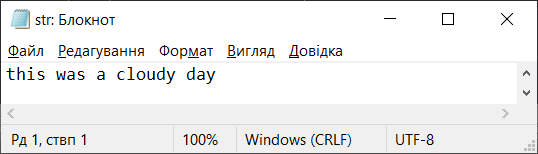 str: Блокнот
Файл Редагування Формат Вигляд Довідка
this was a cloudy day
Рд 1, ствп 1 100% Windows (CRLF) UTF-8